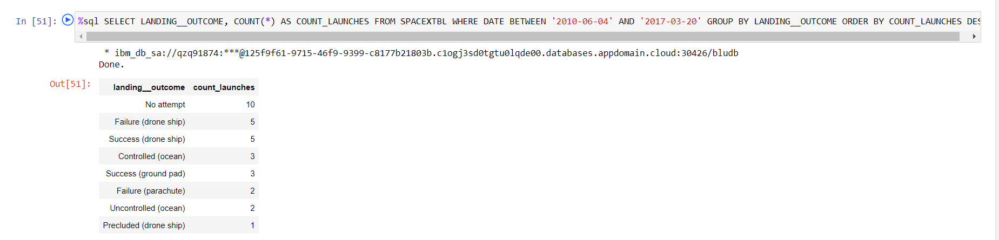 In [51]: %sql SELECT LANDING__OUTCOME, COUNT(*) AS COUNT_LAUNCHES FROM SPACEXTBL WHERE DATE BETWEEN '2010-06-04' AND '2017-03-20' GROUP BY LANDING__OUTCOME ORDER BY COUNT_LAUNCHES DES
* ibm_db_sa://qzq91874:***@125f9f61-9715-46f9-9399-c8177b21803b.c1ogj3sd0tgtu0lqde00.databases.appdomain.cloud:30426/bludb
Done.
Out[51]:
landing__outcome count_launches
No attempt 10
Failure (drone ship) 5
Success (drone ship) 5
Controlled (ocean) 3
Success (ground pad) 3
Failure (parachute) 2
Uncontrolled (ocean) 2
Precluded (drone ship) 1